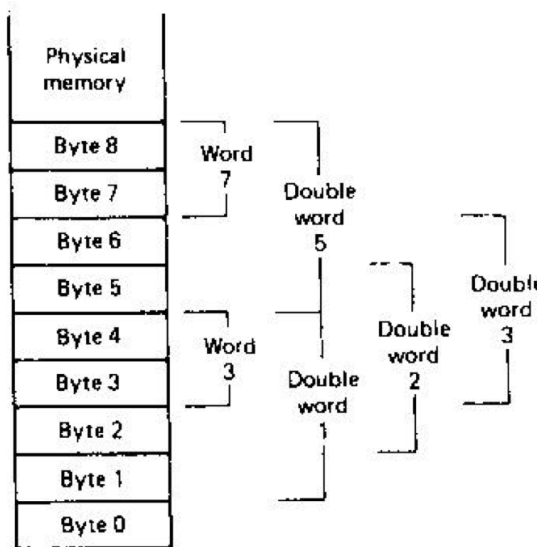 Physical
memory
Byte 8
Byte 7
Byte 6
Byte 5
Byte 4
Byte 3
Byte 2
Byte 1
Byte 0
Word
7
Word
3
Double
word
5
Double
word
1
Double
word
2
Double
word
3